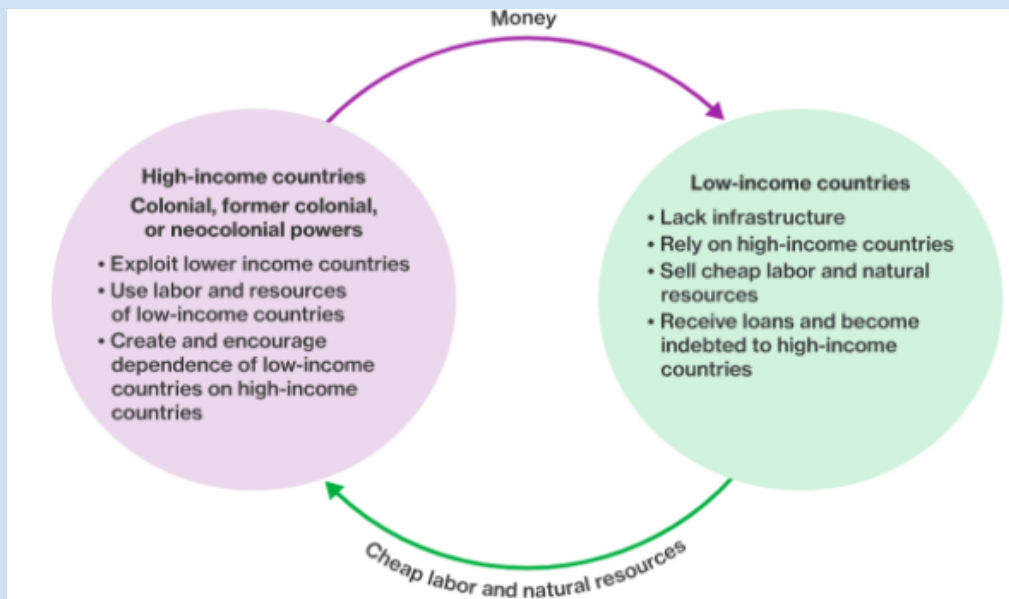 Money
High-income countries
Colonial, former colonial,
or neocolonial powers
• Exploit lower income countries
• Use labor and resources
of low-income countries
• Create and encourage
dependence of low-income
countries on high-income
countries
Low-income countries
• Lack infrastructure
• Rely on high-income countries
• Sell cheap labor and natural
resources
• Receive loans and become
indebted to high-income
countries
Cheap labor and natural resources